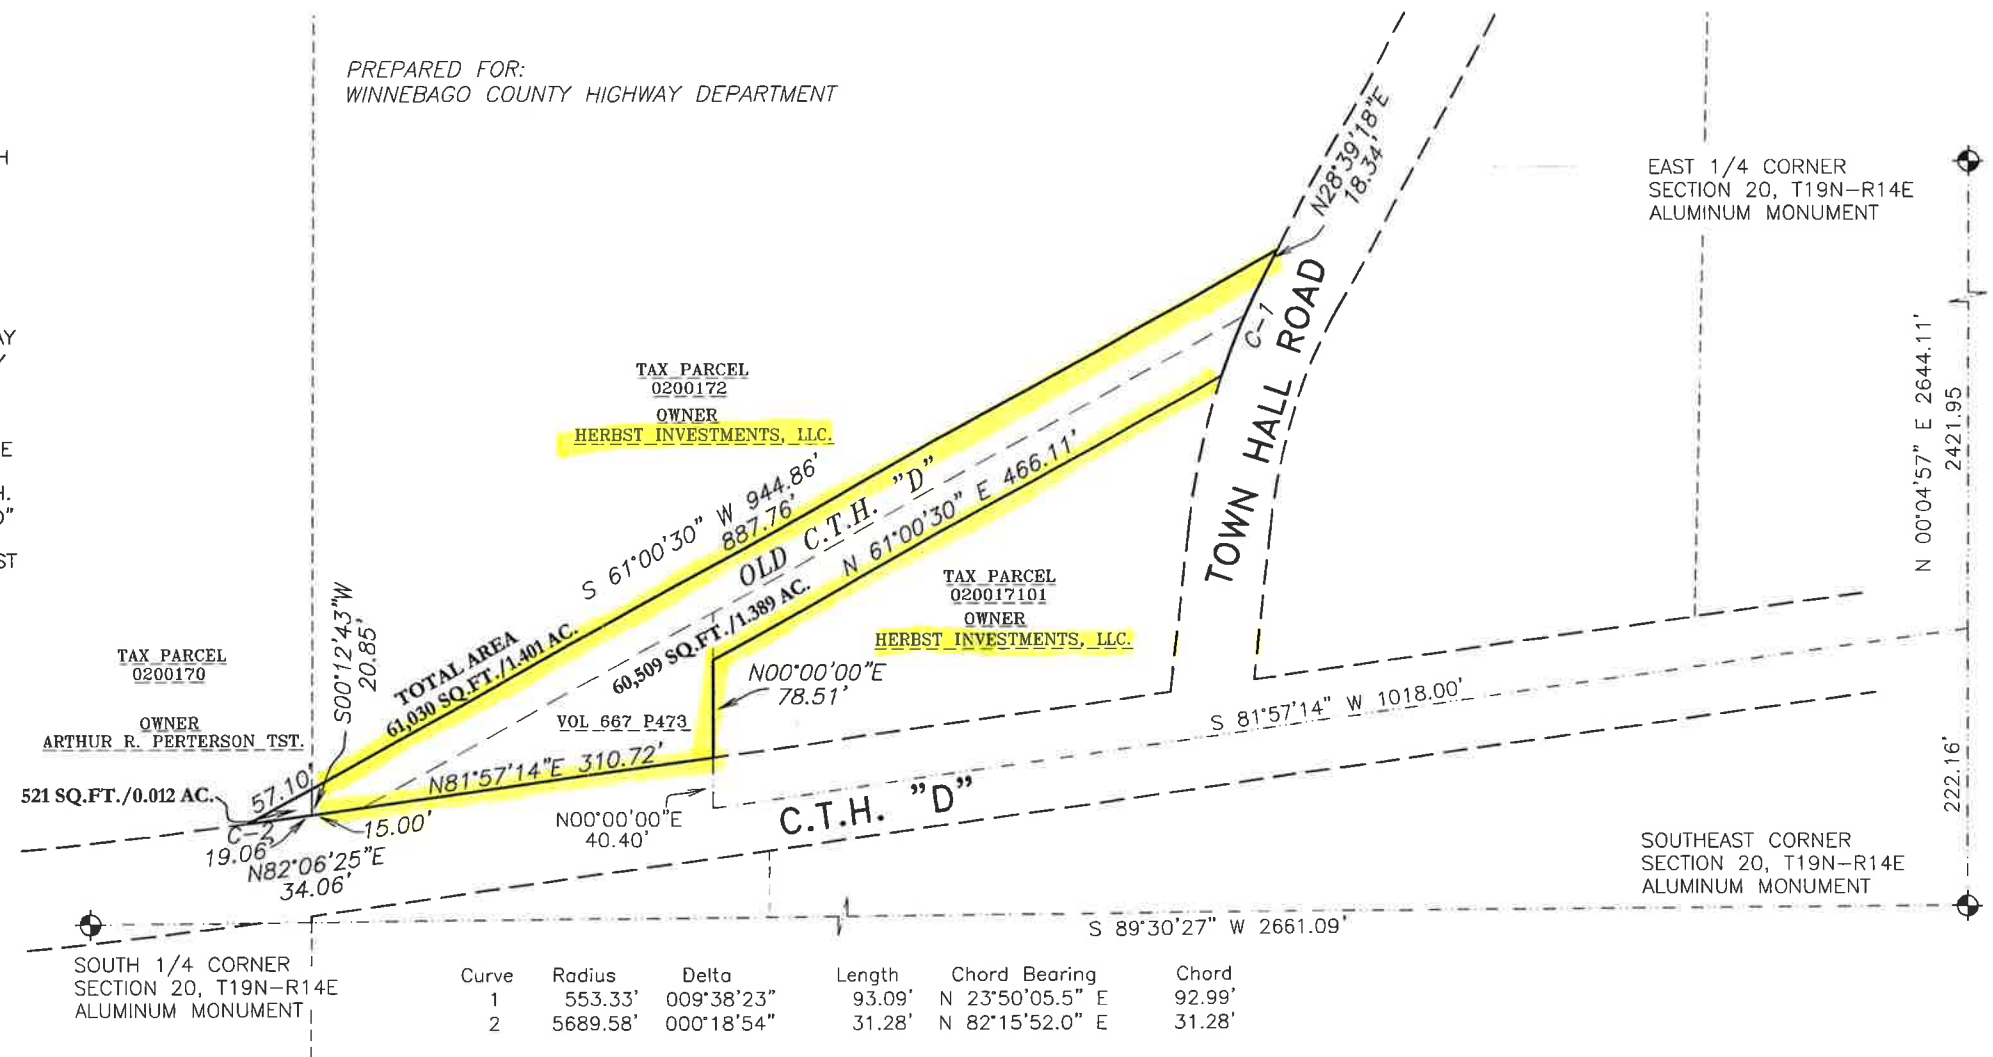 PREPARED FOR:
WINNEBAGO COUNTY HIGHWAY DEPARTMENT
H
AY
Y
E
H.
D"
ST
EAST 1/4 CORNER
SECTION 20, T19N-R14E
ALUMINUM MONUMENT
N28°39'18"E
18.34'
C-1
TOWN HALL ROAD
N 00°04'57" E 2644.11'
2421.95
222.16'
TAX PARCEL
0200172
OWNER
HERBST INVESTMENTS, LLC.
S 61°00'30" W 944.86'
887.76'
OLD C.T.H. "D"
N 61°00'30" E 466.11'
TOTAL AREA
61,030 SQ.FT./1.401 AC.
60,509 SQ.FT./1.389 AC.
TAX PARCEL
020017101
OWNER
HERBST INVESTMENTS, LLC.
S00°12'43"W
20.85'
TAX PARCEL
0200170
OWNER
ARTHUR R. PERTERSON TST.
N00°00'00"E
78.51'
VOL 667 P473
N81°57'14"E 310.72'
S 81°57'14" W 1018.00'
57.10'
521 SQ.FT./0.012 AC.
C-2
15.00'
19.06'
N82°06'25"E
34.06'
N00°00'00"E
40.40'
C.T.H. "D"
SOUTHEAST CORNER
SECTION 20, T19N-R14E
ALUMINUM MONUMENT
S 89°30'27" W 2661.09'
SOUTH 1/4 CORNER
SECTION 20, T19N-R14E
ALUMINUM MONUMENT
Curve Radius Delta Length Chord Bearing Chord
1 553.33' 009°38'23" 93.09' N 23°50'05.5" E 92.99'
2 5689.58' 000°18'54" 31.28' N 82°15'52.0" E 31.28'